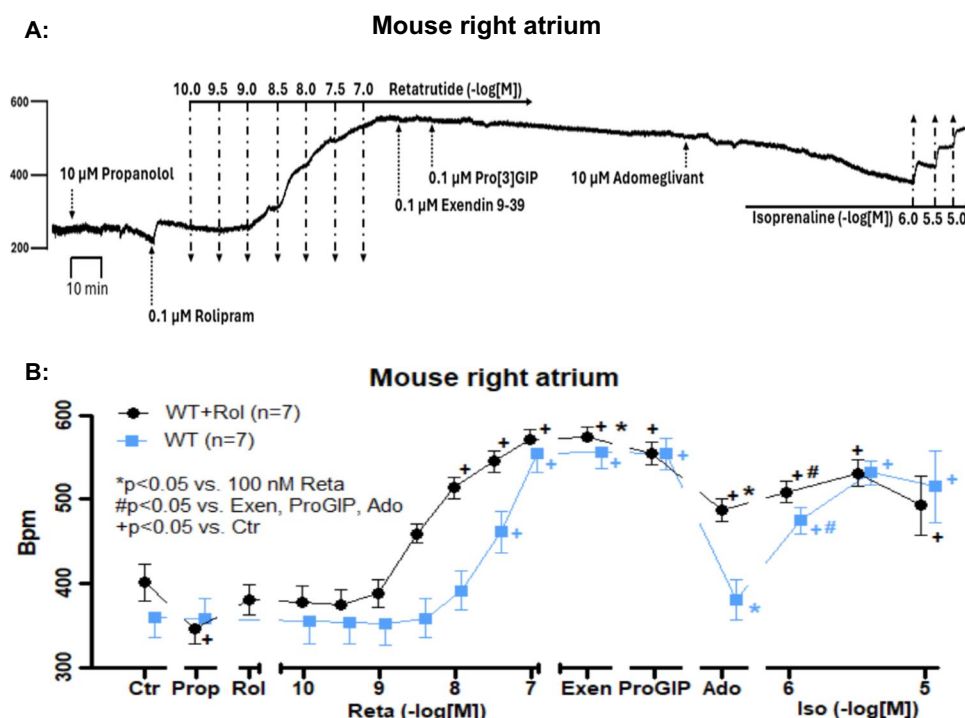 A:
Mouse right atrium
10.0 9.5 9.0 8.5 8.0 7.5 7.0
Retatrutide (-log[M])
600
400
200
10 µM Propanolol
10 min
0.1 µM Rolipram
0.1 µM Pro[3]GIP
0.1 µM Exendin 9-39
10 µM Adomeglivant
Isoprenaline (-log[M]) 6.0 5.5 5.0
B:
Mouse right atrium
WT+Rol (n=7)
WT (n=7)
*p<0.05 vs. 100 nM Reta
#p<0.05 vs. Exen, ProGIP, Ado
+p<0.05 vs. Ctr
Bpm
600
500
400
300
+ + + + + + * + + + + * * + # + # + + + +
Ctr Prop Rol 10 9 8 7 Exen ProGIP Ado 6 5
Reta (-log[M]) Iso (-log[M])